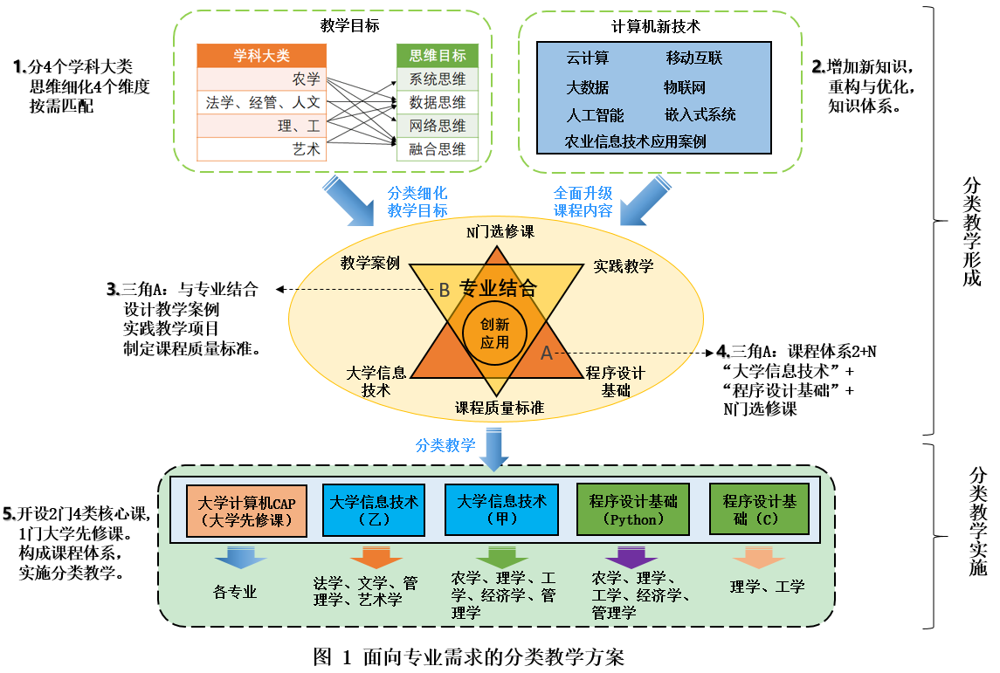 教学目标
计算机新技术
1.分4个学科大类
思维细化4个维度
按需匹配
学科大类
思维目标
农学
系统思维
法学、经管、人文
数据思维
理、工
网络思维
艺术
融合思维
云计算
移动互联
大数据
物联网
人工智能
嵌入式系统
农业信息技术应用案例
2.增加新知识，
重构与优化，
知识体系。
分类细化
教学目标
全面升级
课程内容
分类教学形成
N门选修课
教学案例
实践教学
B
专业结合
创新
应用
A
大学信息
技术
程序设计
基础
课程质量标准
3.三角A：与专业结合
设计教学案例
实践教学项目
制定课程质量标准。
4.三角A：课程体系2+N
“大学信息技术”+
“程序设计基础”+
N门选修课
分类教学
5.开设2门4类核心课，
1门大学先修课。
构成课程体系，
实施分类教学。
大学计算机CAP
（大学先修课）
大学信息技术
（乙）
大学信息技术
（甲）
程序设计基础
（Python）
程序设计基
础（C）
各专业
法学、文学、管
理学、艺术学
农学、理学、工
学、经济学、管
理学
农学、理学、
工学、经济学、
管理学
理学、工学
分类教学实施
图 1 面向专业需求的分类教学方案